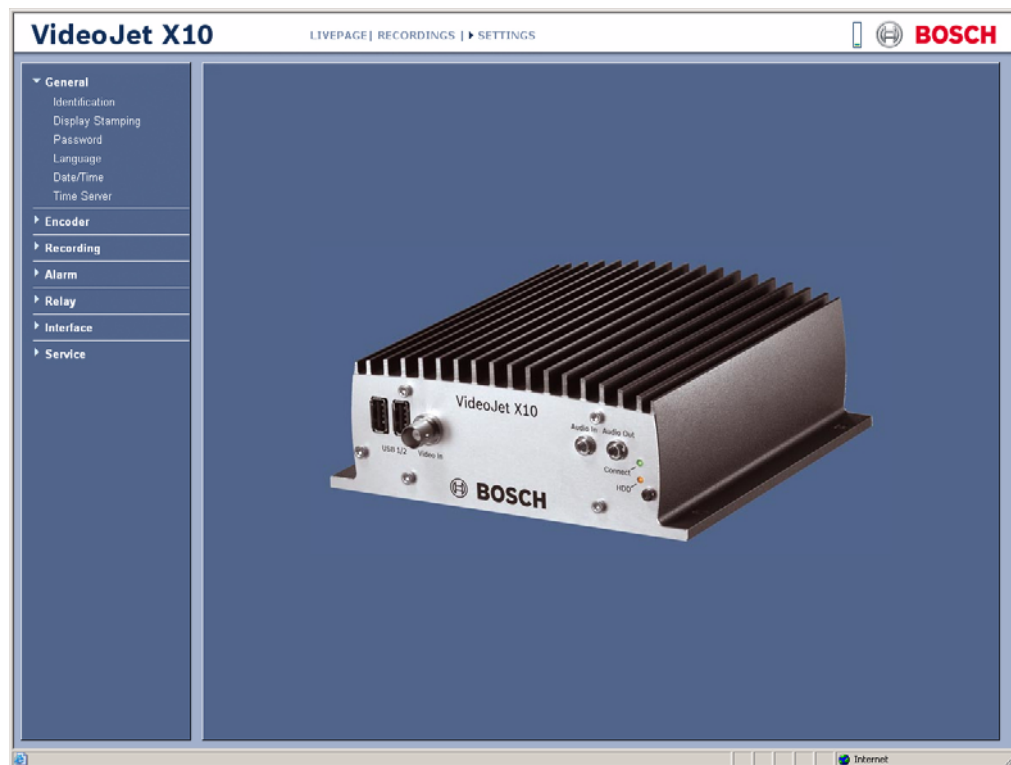 VideoJet X10
LIVEPAGE| RECORDINGS | SETTINGS
BOSCH
General
Identification
Display Stamping
Password
Language
Date/Time
Time Server
Encoder
Recording
Alarm
Relay
Interface
Service
VideoJet X10
USB 1/2
Video In
Audio In
Audio Out
Connect
HDD
BOSCH
Internet